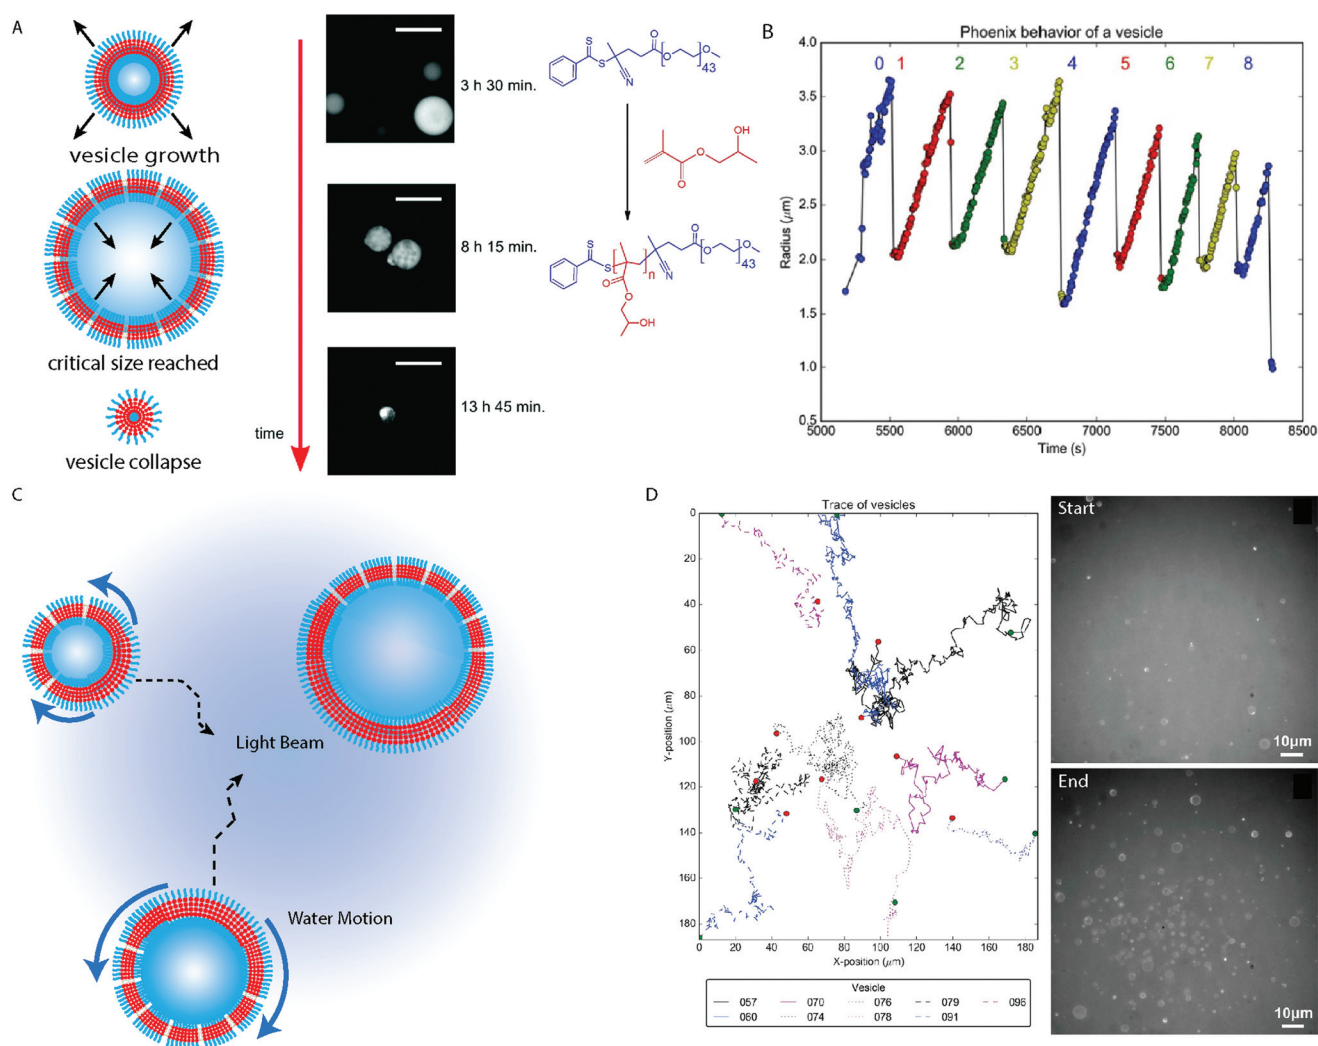 A
vesicle growth
critical size reached
vesicle collapse
time
3 h 30 min.
8 h 15 min.
13 h 45 min.
S
S
N
O
O
O
O
43
OH
O
O
S
S
n
N
O
O
O
O
43
O
O
OH
B
Phoenix behavior of a vesicle
0 1 2 3 4 5 6 7 8
4.0
3.5
3.0
2.5
2.0
1.5
1.0
0.5
Radius (μm)
5000 5500 6000 6500 7000 7500 8000 8500
Time (s)
C
Light Beam
Water Motion
D
Trace of vesicles
0
20
40
60
80
100
120
140
160
180
Y-position (μm)
0 20 40 60 80 100 120 140 160 180
X-position (μm)
Vesicle
057 070 076 079 096
060 074 078 091
Start
10μm
End
10μm